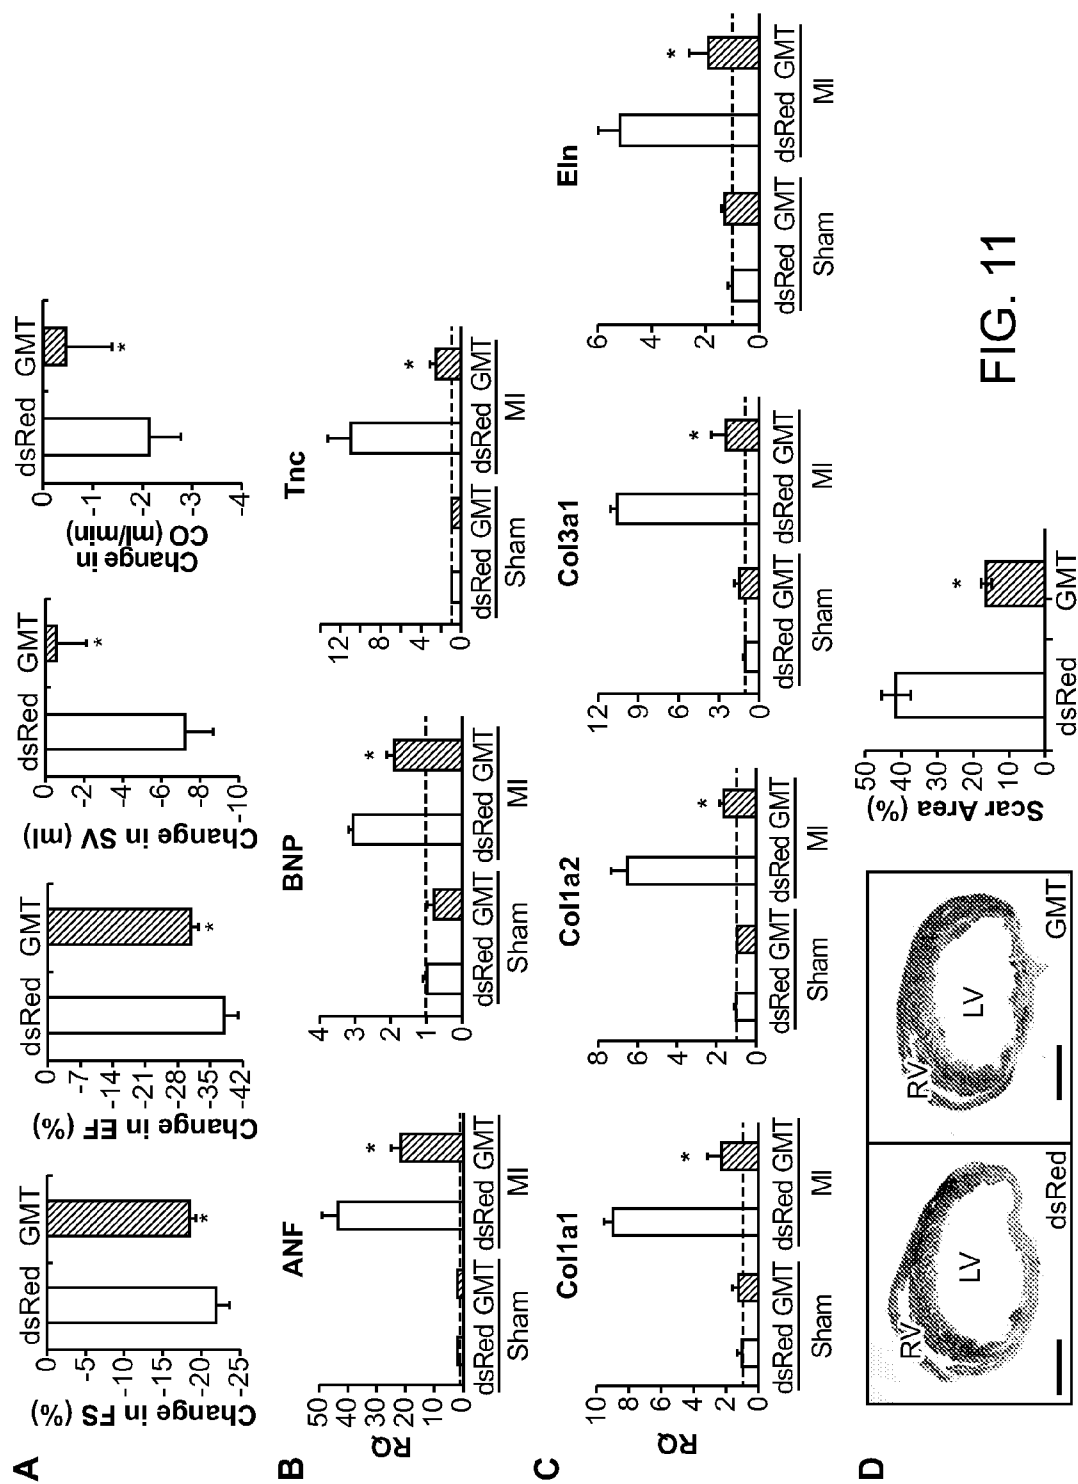 A
Change in FS (%)
0
-5
-10
-15
-20
-25
dsRed GMT
*
Change in EF (%)
0
-7
-14
-21
-28
-35
-42
dsRed GMT
*
Change in SV (ml)
0
-2
-4
-6
-8
-10
dsRed GMT
*
Change in
CO (ml/min)
0
-1
-2
-3
-4
dsRed GMT
*
B
ANF
RQ
50
40
30
20
10
0
*
dsRed GMT dsRed GMT
Sham MI
BNP
4
3
2
1
0
*
dsRed GMT dsRed GMT
Sham MI
Tnc
12
8
4
0
*
dsRed GMT dsRed GMT
Sham MI
C
Col1a1
RQ
10
8
6
4
2
0
*
dsRed GMT dsRed GMT
Sham MI
Col1a2
8
6
4
2
0
*
dsRed GMT dsRed GMT
Sham MI
Col3a1
12
9
6
3
0
*
dsRed GMT dsRed GMT
Sham MI
Eln
6
4
2
0
*
dsRed GMT dsRed GMT
Sham MI
D
RV
LV
dsRed
RV
LV
GMT
Scar Area (%)
50
40
30
20
10
0
*
dsRed GMT
FIG. 11